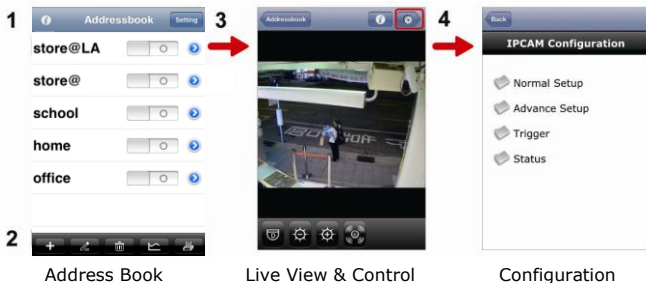 1
Addressbook
Setting
store@LA
store@
school
home
office
2
Address Book
3
Addressbook
Live View & Control
4
Back
IPCAM Configuration
Normal Setup
Advance Setup
Trigger
Status
Configuration